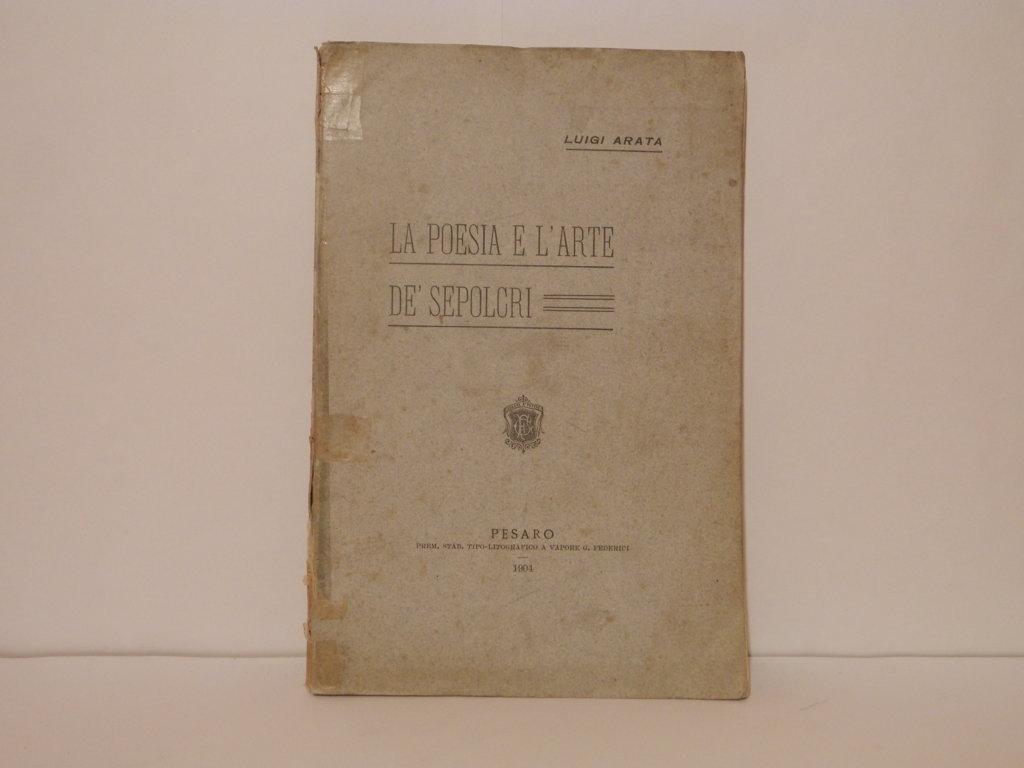 LUIGI ARATA
LA POESIA E L'ARTE
DE' SEPOLCRI
PESARO
PREM. STAB. TIPO-LITOGRAFICO A VAPORE G. FEDERICI
1904